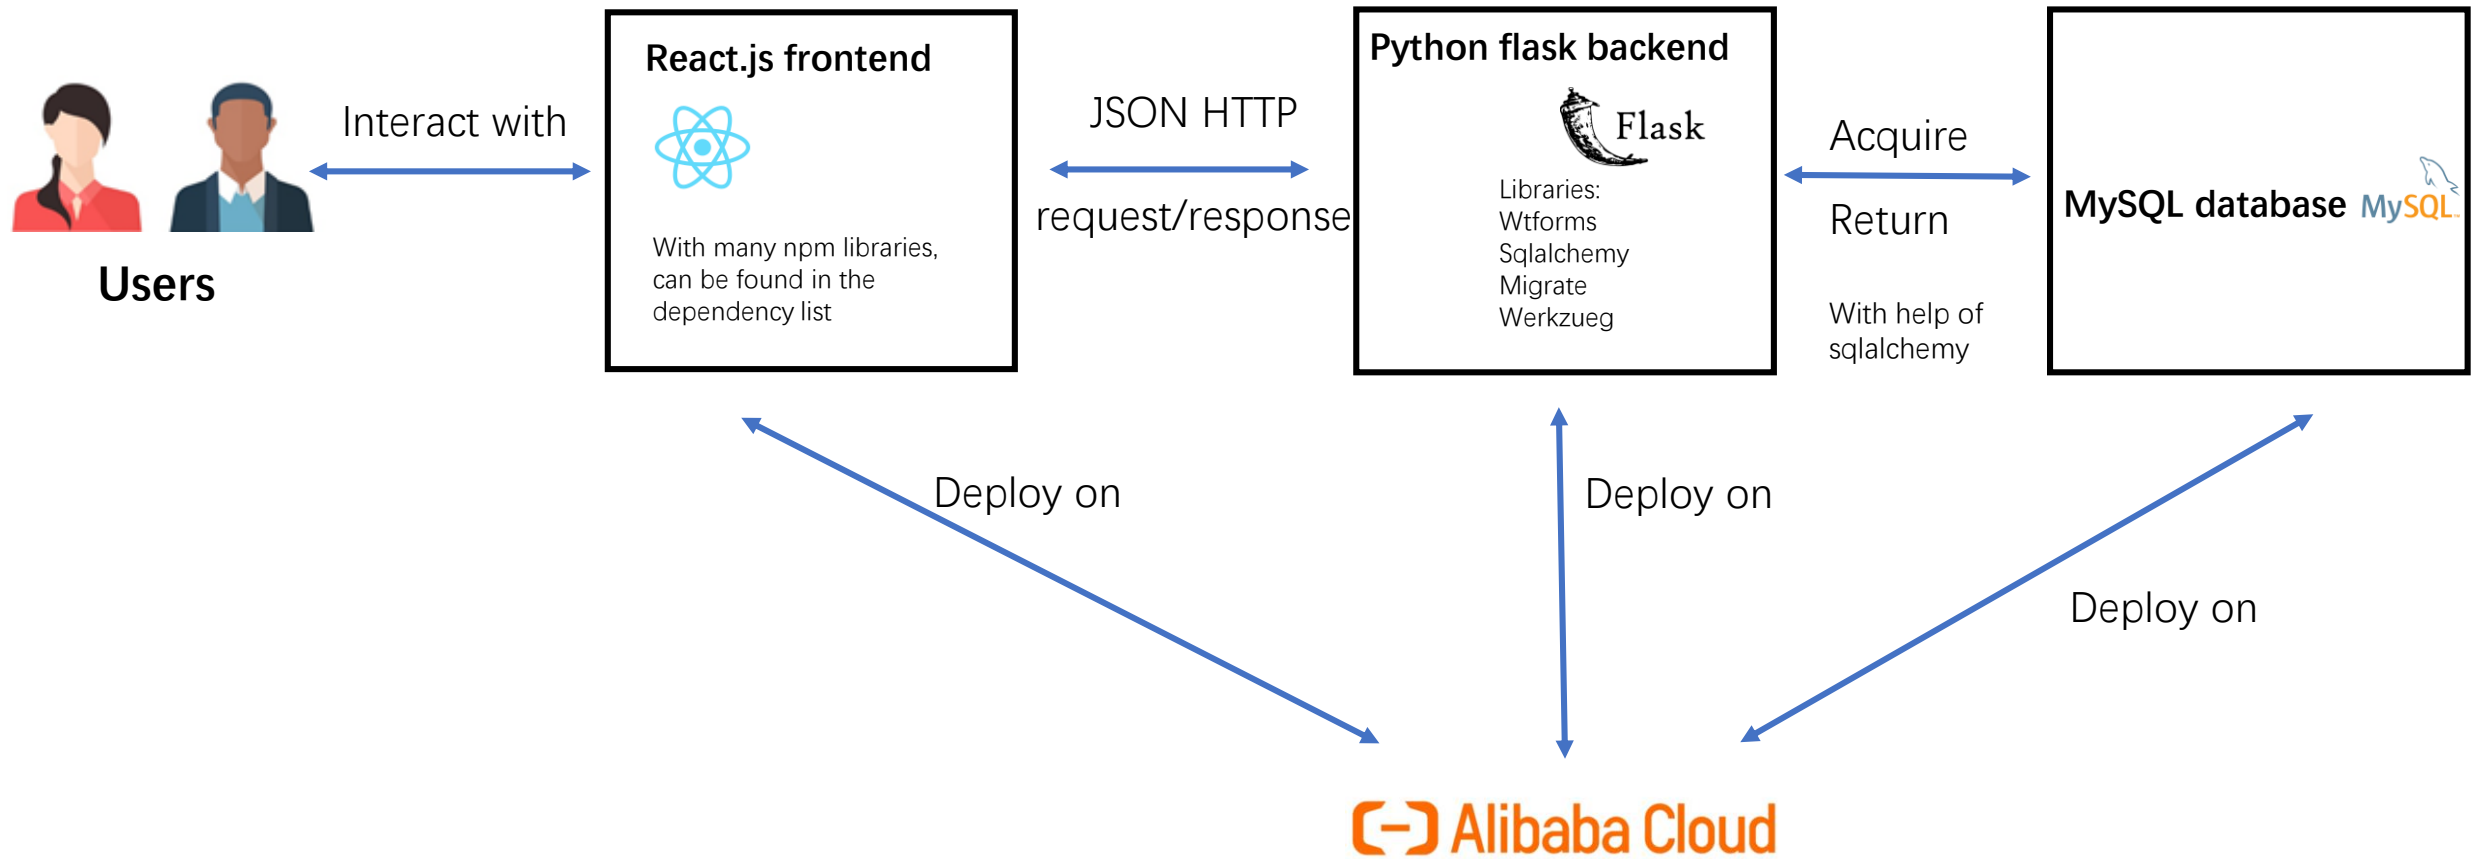 Users
Interact with
React.js frontend
With many npm libraries,
can be found in the
dependency list
JSON HTTP
request/response
Python flask backend
Flask
Libraries:
Wtforms
Sqlalchemy
Migrate
Werkzueg
Acquire
Return
With help of
sqlalchemy
MySQL database
MySQL
Deploy on
Deploy on
Deploy on
Alibaba Cloud